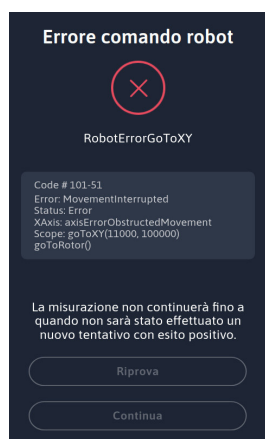 Errore comando robot
RobotErrorGoToXY
Code # 101-51
Error: MovementInterrupted
Status: Error
XAxis: axisErrorObstructedMovement
Scope: goToXY(11000, 100000)
goToRotor()
La misurazione non continuerà fino a
quando non sarà stato effettuato un
nuovo tentativo con esito positivo.
Riprova
Continua